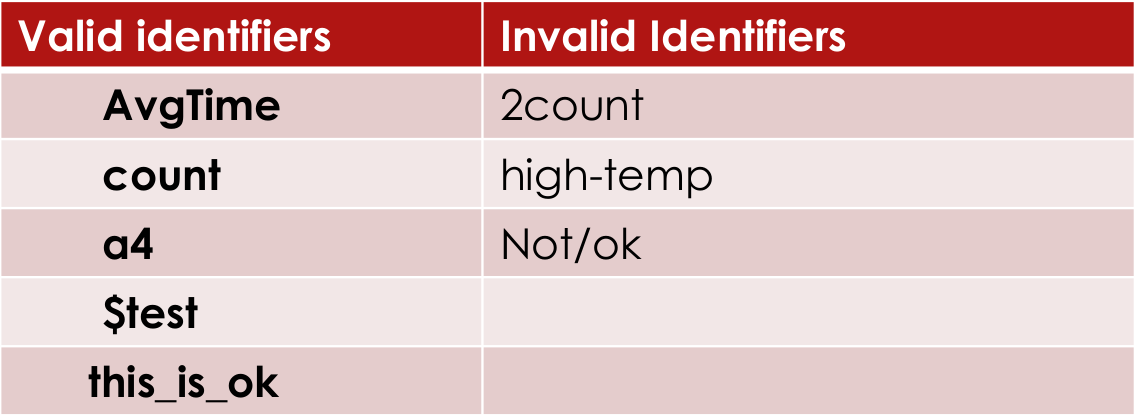 Valid identifiers Invalid Identifiers
AvgTime 2count
count high-temp
a4 Not/ok
$test
this_is_ok